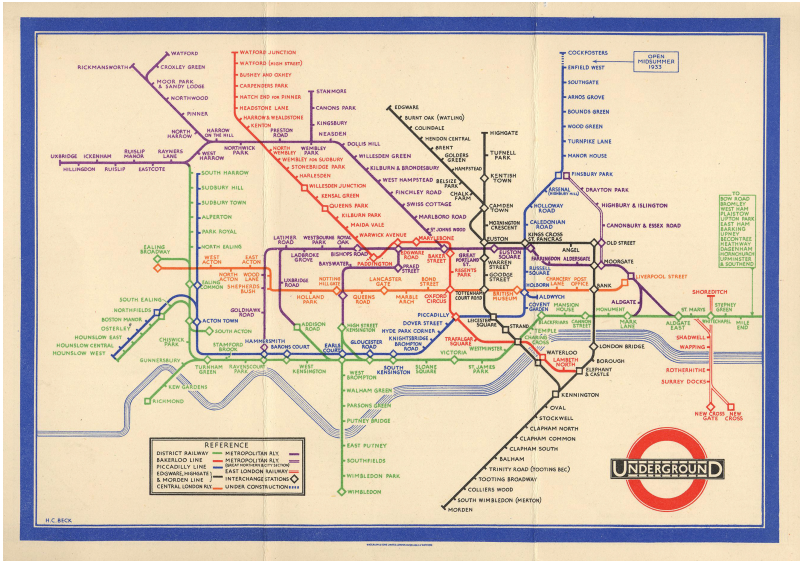 WATFORD
CROXLEY GREEN
RICKMANSWORTH
MOOR PARK
& SANDY LODGE
NORTHWOOD
PINNER
NORTH
HARROW
HARROW
ON THE HILL
NORTHWICK
PARK
PRESTON
ROAD
WEMBLEY
PARK
WATFORD JUNCTION
WATFORD (HIGH STREET)
BUSHEY AND OXHEY
CARPENDERS PARK
HATCH END FOR PINNER
HEADSTONE LANE
HARROW & WEALDSTONE
KENTON
NORTH
WEMBLEY
WEMBLEY FOR SUDBURY
STONEBRIDGE PARK
HARLESDEN
WILLESDEN JUNCTION
KENSAL GREEN
QUEENS PARK
KILBURN PARK
MAIDA VALE
WARWICK AVENUE
PADDINGTON
STANMORE
CANONS PARK
KINGSBURY
NEASDEN
DOLLIS HILL
WILLESDEN GREEN
KILBURN & BRONDESBURY
WEST HAMPSTEAD
FINCHLEY ROAD
SWISS COTTAGE
MARLBORO ROAD
ST JOHNS WOOD
MARYLEBONE
EDGWARE
BURNT OAK (WATLING)
COLINDALE
HENDON CENTRAL
BRENT
GOLDERS
GREEN
HAMPSTEAD
BELSIZE
PARK
CHALK
FARM
HIGHGATE
TUFNELL
PARK
KENTISH
TOWN
CAMDEN
TOWN
MORNINGTON
CRESCENT
EUSTON
COCKFOSTERS
ENFIELD WEST
OPEN
MIDSUMMER
1933
SOUTHGATE
ARNOS GROVE
BOUNDS GREEN
WOOD GREEN
TURNPIKE LANE
MANOR HOUSE
FINSBURY PARK
DRAYTON PARK
ARSENAL
(HIGHBURY HILL)
HIGHBURY & ISLINGTON
HOLLOWAY
ROAD
CALEDONIAN
ROAD
CANONBURY & ESSEX ROAD
KINGS CROSS
ST. PANCRAS
ANGEL
OLD STREET
TO
BOW ROAD
BROMLEY
WEST HAM
PLAISTOW
UPTON PARK
EAST HAM
BARKING
UPNEY
BECONTREE
HEATHWAY
DAGENHAM
HORNCHURCH
UPMINSTER
& SOUTHEND
UXBRIDGE
ICKENHAM
RUISLIP
MANOR
RAYNERS
LANE
HILLINGDON
RUISLIP
EASTCOTE
WEST
HARROW
SOUTH HARROW
SUDBURY HILL
SUDBURY TOWN
ALPERTON
PARK ROYAL
NORTH EALING
EALING
BROADWAY
WEST
ACTON
EAST
ACTON
NORTH
ACTON
WOOD
LANE
SHEPHERDS
BUSH
EALING
COMMON
LATIMER
ROAD
WESTBOURNE
PARK
ROYAL
OAK
BISHOPS ROAD
LADBROKE
GROVE
BAYSWATER
UXBRIDGE
ROAD
HOLLAND
PARK
NOTTING
HILL GATE
QUEENS
ROAD
LANCASTER
GATE
MARBLE
ARCH
BOND
STREET
OXFORD
CIRCUS
EDGWARE
ROAD
PRAED
STREET
BAKER
STREET
GREAT
PORTLAND
REGENTS
PARK
EUSTON
SQUARE
WARREN
STREET
GOODGE
STREET
TOTTENHAM
COURT ROAD
RUSSELL
SQUARE
HOLBORN
BRITISH
MUSEUM
CHANCERY
LANE
POST
OFFICE
FARRINGDON
ALDERSGATE
MOORGATE
BANK
LIVERPOOL STREET
ALDGATE
ALDWYCH
COVENT
GARDEN
LEICESTER
SQUARE
STRAND
SOUTH EALING
NORTHFIELDS
BOSTON MANOR
OSTERLEY
HOUNSLOW EAST
HOUNSLOW CENTRAL
HOUNSLOW WEST
ACTON TOWN
SOUTH ACTON
CHISWICK
PARK
GUNNERSBURY
KEW GARDENS
RICHMOND
TURNHAM
GREEN
STAMFORD
BROOK
RAVENSCOURT
PARK
GOLDHAWK
ROAD
HAMMERSMITH
BARONS COURT
WEST
KENSINGTON
ADDISON
ROAD
EARLS
COURT
HIGH STREET
KENSINGTON
GLOUCESTER
ROAD
SOUTH
KENSINGTON
DOVER STREET
HYDE PARK CORNER
KNIGHTSBRIDGE
BROMPTON
ROAD
PICCADILLY
TRAFALGAR
SQUARE
SLOANE
SQUARE
VICTORIA
ST. JAMES
PARK
WESTMINSTER
CHARING
CROSS
TEMPLE
BLACKFRIARS
MANSION
HOUSE
CANNON
STREET
MONUMENT
MARK
LANE
ALDGATE
EAST
ST. MARYS
WHITECHAPEL
STEPNEY
GREEN
MILE
END
SHOREDITCH
SHADWELL
WAPPING
ROTHERHITHE
SURREY DOCKS
NEW CROSS
GATE
NEW
CROSS
WATERLOO
LAMBETH
NORTH
LONDON BRIDGE
BOROUGH
ELEPHANT
& CASTLE
KENNINGTON
OVAL
STOCKWELL
CLAPHAM NORTH
CLAPHAM COMMON
CLAPHAM SOUTH
BALHAM
TRINITY ROAD (TOOTING BEC)
TOOTING BROADWAY
COLLIERS WOOD
SOUTH WIMBLEDON (MERTON)
MORDEN
WEST
BROMPTON
WALHAM GREEN
PARSONS GREEN
PUTNEY BRIDGE
EAST PUTNEY
SOUTHFIELDS
WIMBLEDON PARK
WIMBLEDON
REFERENCE
DISTRICT RAILWAY
BAKERLOO LINE
PICCADILLY LINE
EDGWARE, HIGHGATE
& MORDEN LINE
CENTRAL LONDON RLY.
METROPOLITAN RLY.
METROPOLITAN RLY.
(GREAT NORTHERN & CITY SECTION)
EAST LONDON RAILWAY
INTERCHANGE STATIONS
UNDER CONSTRUCTION
UNDERGROUND
H.C. BECK